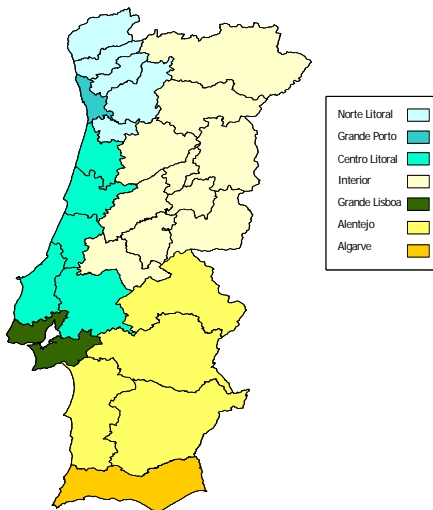 Norte Litoral
Grande Porto
Centro Litoral
Interior
Grande Lisboa
Alentejo
Algarve